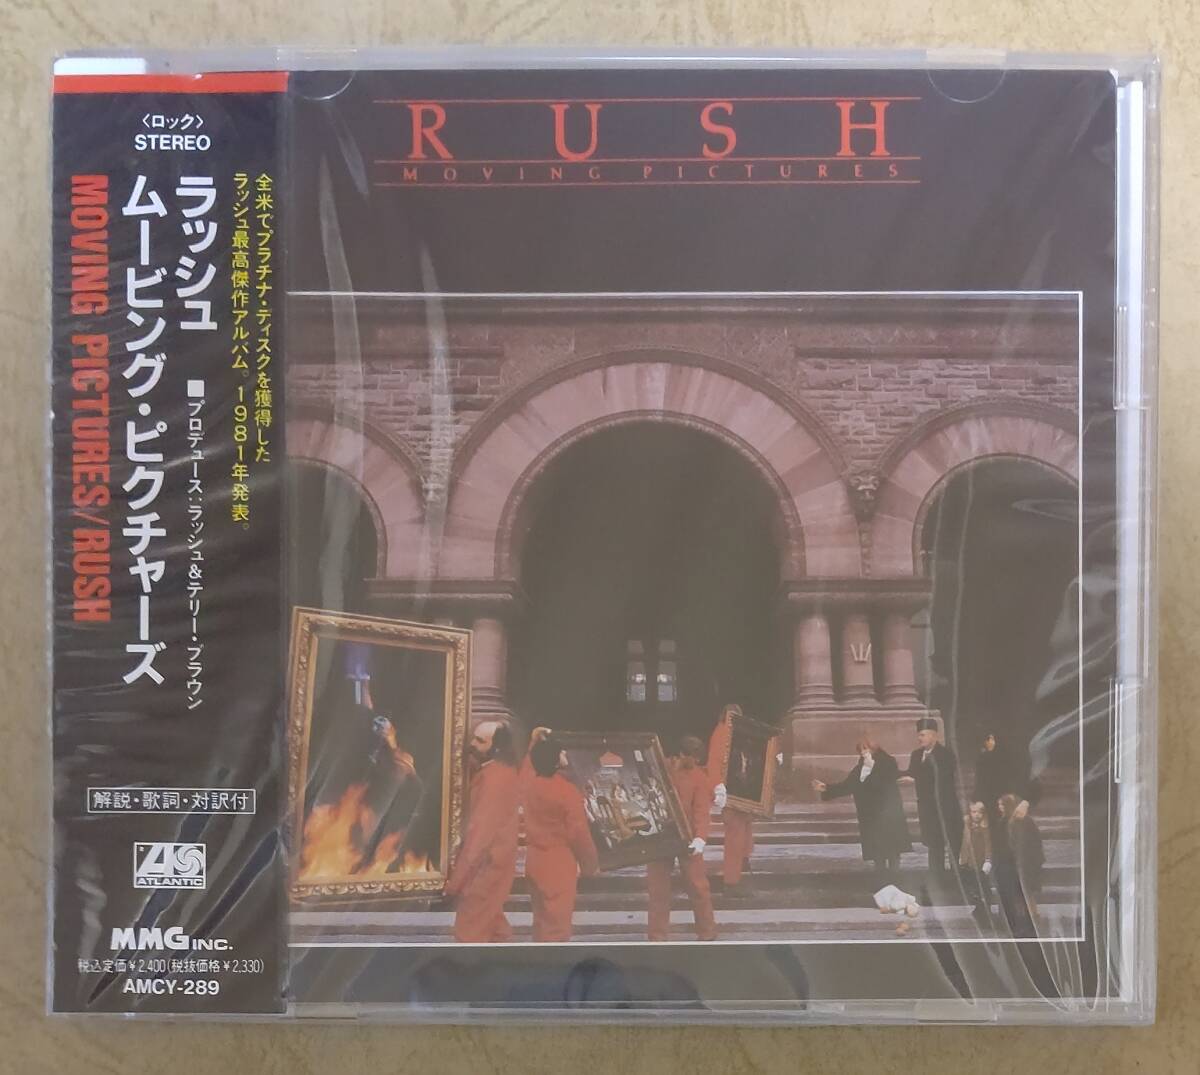 〈ロック〉
STEREO
全米でプラチナ・ディスクを獲得した
ラッシュ最高傑作アルバム。1981年発表。
ラッシュ ■プロデュース:ラッシュ&テリー・ブラウン
ムービング・ピクチャーズ
MOVING PICTURES/RUSH
解説・歌詞・対訳付
ATLANTIC
MMG INC.
税込定価¥2,400(税抜価格¥2,330)
AMCY-289
RUSH
MOVING PICTURES